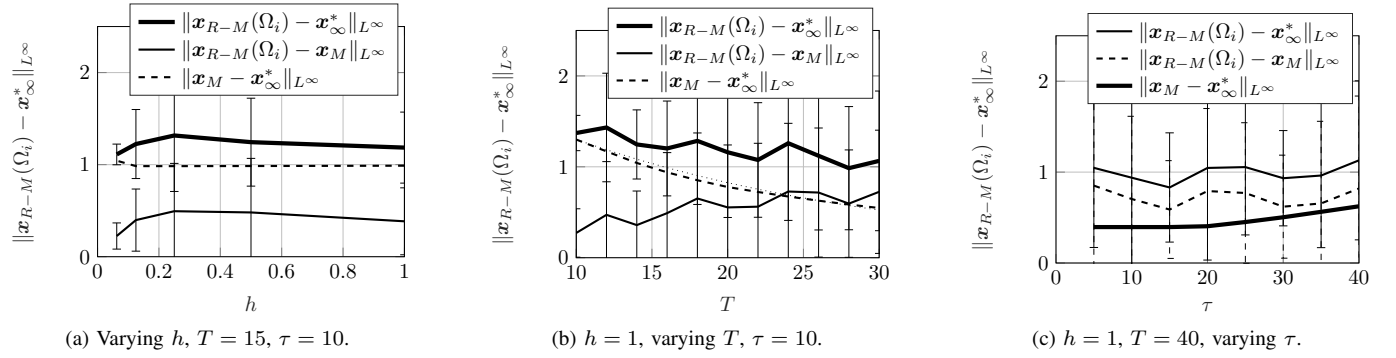 ‖x_{R−M}(Ω_i) − x*_∞‖_{L^∞}
2
1
0
‖x_{R−M}(Ω_i) − x*_∞‖_{L^∞}
‖x_{R−M}(Ω_i) − x_M‖_{L^∞}
‖x_M − x*_∞‖_{L^∞}
0 0.2 0.4 0.6 0.8 1
h
(a) Varying h, T = 15, τ = 10.
‖x_{R−M}(Ω_i) − x*_∞‖_{L^∞}
2
1
0
‖x_{R−M}(Ω_i) − x*_∞‖_{L^∞}
‖x_{R−M}(Ω_i) − x_M‖_{L^∞}
‖x_M − x*_∞‖_{L^∞}
10 15 20 25 30
T
(b) h = 1, varying T, τ = 10.
‖x_{R−M}(Ω_i) − x*_∞‖_{L^∞}
2
1
0
‖x_{R−M}(Ω_i) − x*_∞‖_{L^∞}
‖x_{R−M}(Ω_i) − x_M‖_{L^∞}
‖x_M − x*_∞‖_{L^∞}
0 10 20 30 40
τ
(c) h = 1, T = 40, varying τ.